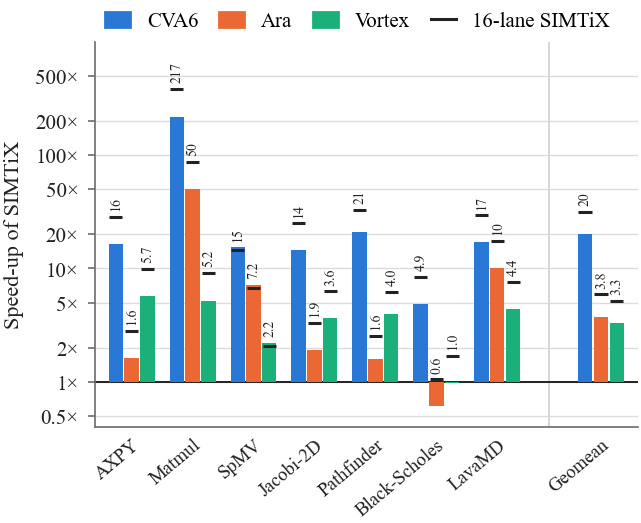 CVA6 Ara Vortex 16-lane SIMTiX
Speed-up of SIMTiX
500×
200×
100×
50×
20×
10×
5×
2×
1×
0.5×
16 1.6 5.7
217 50 5.2
15 7.2 2.2
14 1.9 3.6
21 1.6 4.0
4.9 0.6 1.0
17 10 4.4
20 3.8 3.3
AXPY
Matmul
SpMV
Jacobi-2D
Pathfinder
Black-Scholes
LavaMD
Geomean